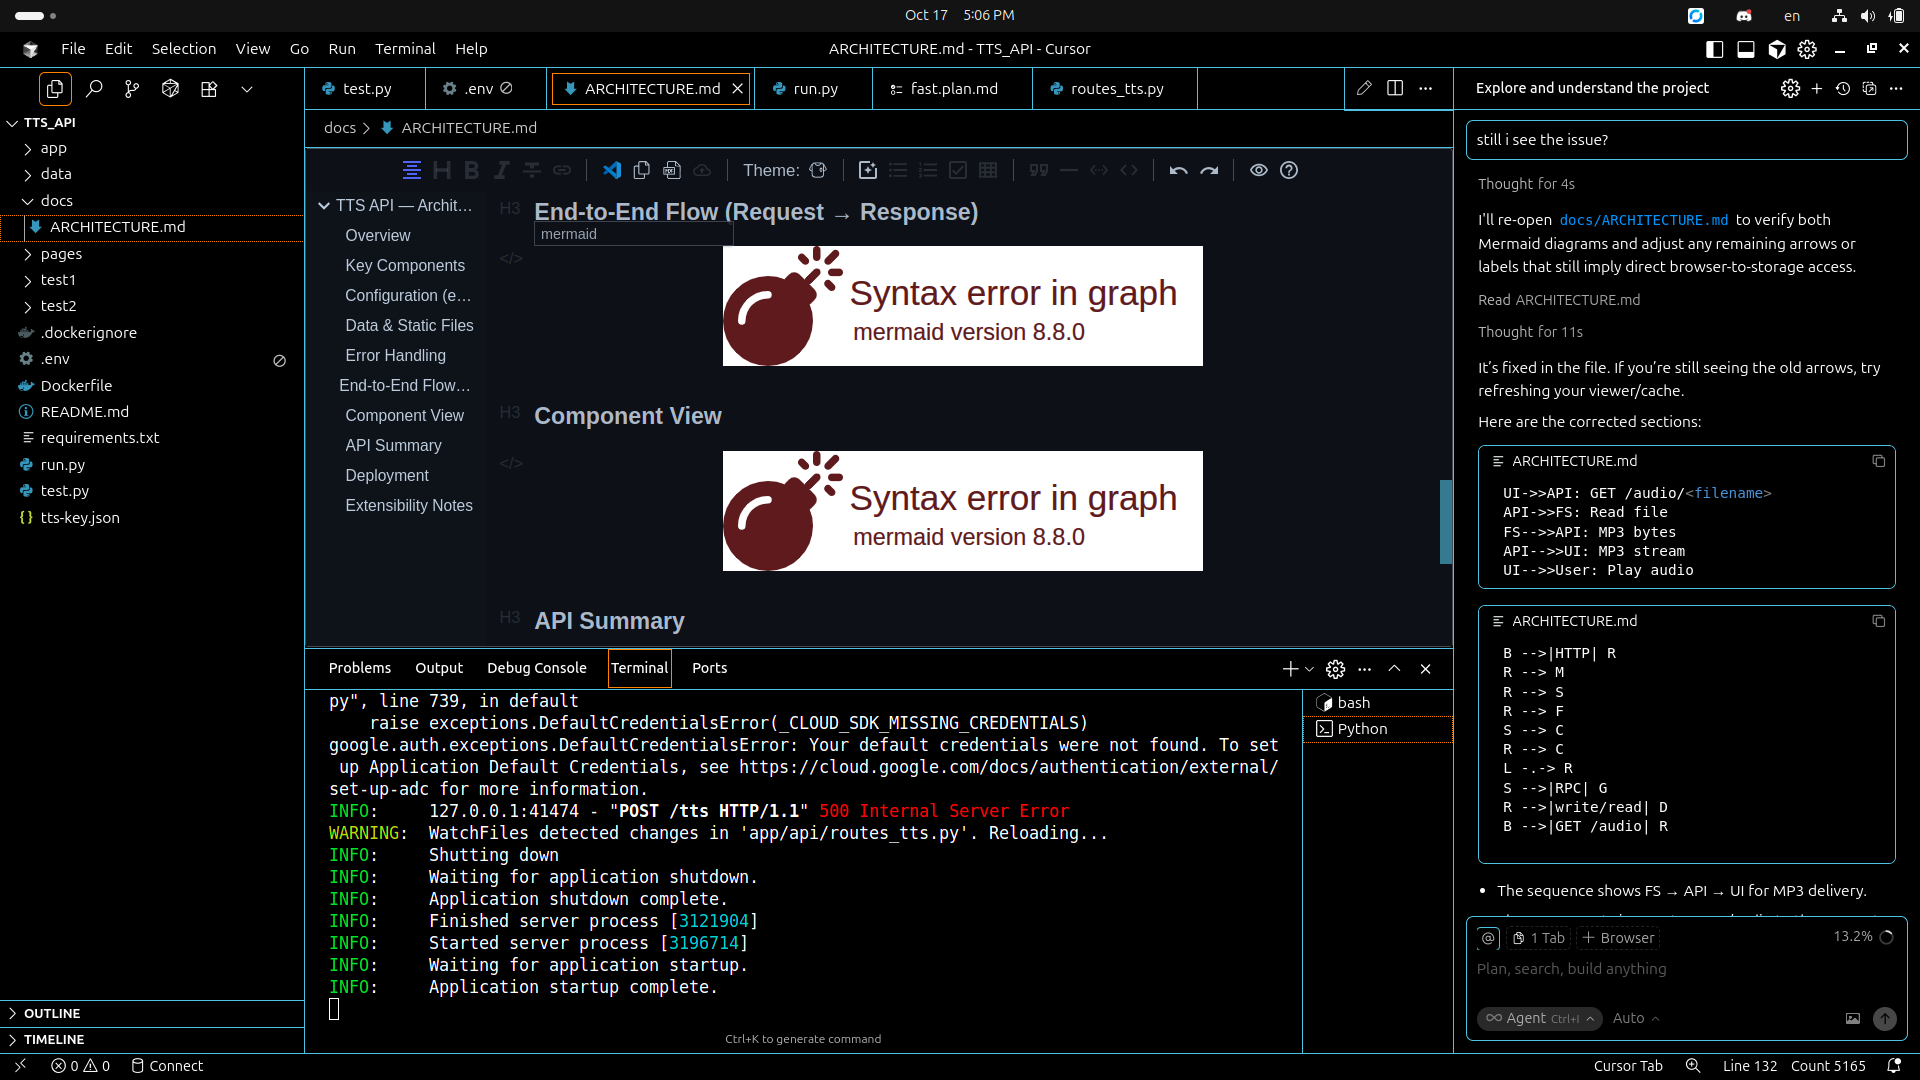 Oct 17 5:06 PM
en
File Edit Selection View Go Run Terminal Help
ARCHITECTURE.md - TTS_API - Cursor
TTS_API
app
data
docs
ARCHITECTURE.md
pages
test1
test2
.dockerignore
.env
Dockerfile
README.md
requirements.txt
run.py
test.py
tts-key.json
OUTLINE
TIMELINE
test.py
.env
ARCHITECTURE.md
run.py
fast.plan.md
routes_tts.py
docs > ARCHITECTURE.md
Theme:
TTS API — Archit...
Overview
Key Components
Configuration (e...
Data & Static Files
Error Handling
End-to-End Flow...
Component View
API Summary
Deployment
Extensibility Notes
H3 End-to-End Flow (Request → Response)
mermaid
</>
Syntax error in graph
mermaid version 8.8.0
H3 Component View
</>
Syntax error in graph
mermaid version 8.8.0
H3 API Summary
Problems Output Debug Console Terminal Ports
py", line 739, in default
raise exceptions.DefaultCredentialsError(_CLOUD_SDK_MISSING_CREDENTIALS)
google.auth.exceptions.DefaultCredentialsError: Your default credentials were not found. To set
up Application Default Credentials, see https://cloud.google.com/docs/authentication/external/
set-up-adc for more information.
INFO: 127.0.0.1:41474 - "POST /tts HTTP/1.1" 500 Internal Server Error
WARNING: WatchFiles detected changes in 'app/api/routes_tts.py'. Reloading...
INFO: Shutting down
INFO: Waiting for application shutdown.
INFO: Application shutdown complete.
INFO: Finished server process [3121904]
INFO: Started server process [3196714]
INFO: Waiting for application startup.
INFO: Application startup complete.
Ctrl+K to generate command
bash
Python
Explore and understand the project
still i see the issue?
Thought for 4s
I'll re-open docs/ARCHITECTURE.md to verify both
Mermaid diagrams and adjust any remaining arrows or
labels that still imply direct browser-to-storage access.
Read ARCHITECTURE.md
Thought for 11s
It's fixed in the file. If you're still seeing the old arrows, try
refreshing your viewer/cache.
Here are the corrected sections:
ARCHITECTURE.md
UI->>API: GET /audio/<filename>
API->>FS: Read file
FS-->>API: MP3 bytes
API-->>UI: MP3 stream
UI-->>User: Play audio
ARCHITECTURE.md
B -->|HTTP| R
R --> M
R --> S
R --> F
S --> C
R --> C
L -.-> R
S -->|RPC| G
R -->|write/read| D
B -->|GET /audio| R
• The sequence shows FS → API → UI for MP3 delivery.
@ 1 Tab + Browser 13.2%
Plan, search, build anything
Agent Ctrl+I Auto
0 0 Connect
Cursor Tab Line 132 Count 5165